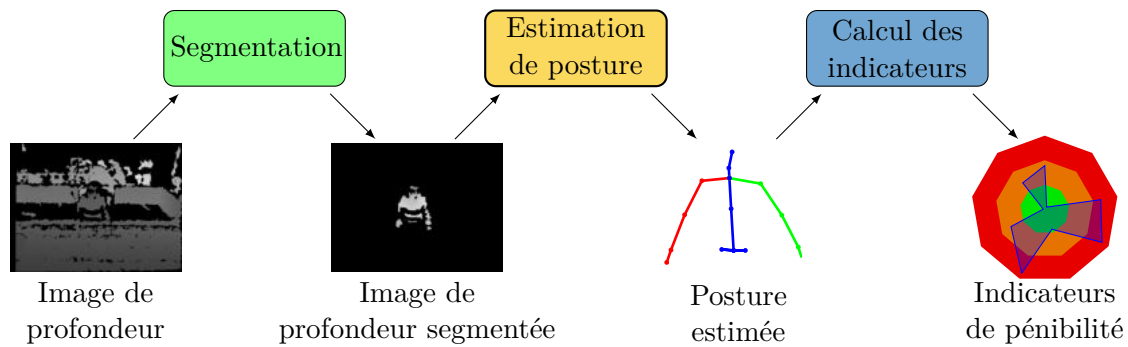 Segmentation
Estimation
de posture
Calcul des
indicateurs
Image de
profondeur
Image de
profondeur segmentée
Posture
estimée
Indicateurs
de pénibilité